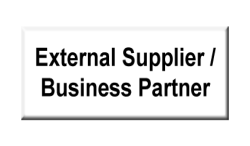 External Supplier /
Business Partner